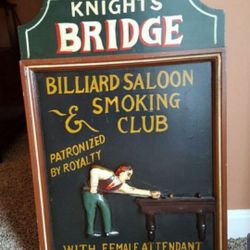 KNIGHTS
BRIDGE
BILLIARD SALOON
& SMOKING
CLUB
PATRONIZED
BY ROYALTY
WITH FEMALE ATTENDANT